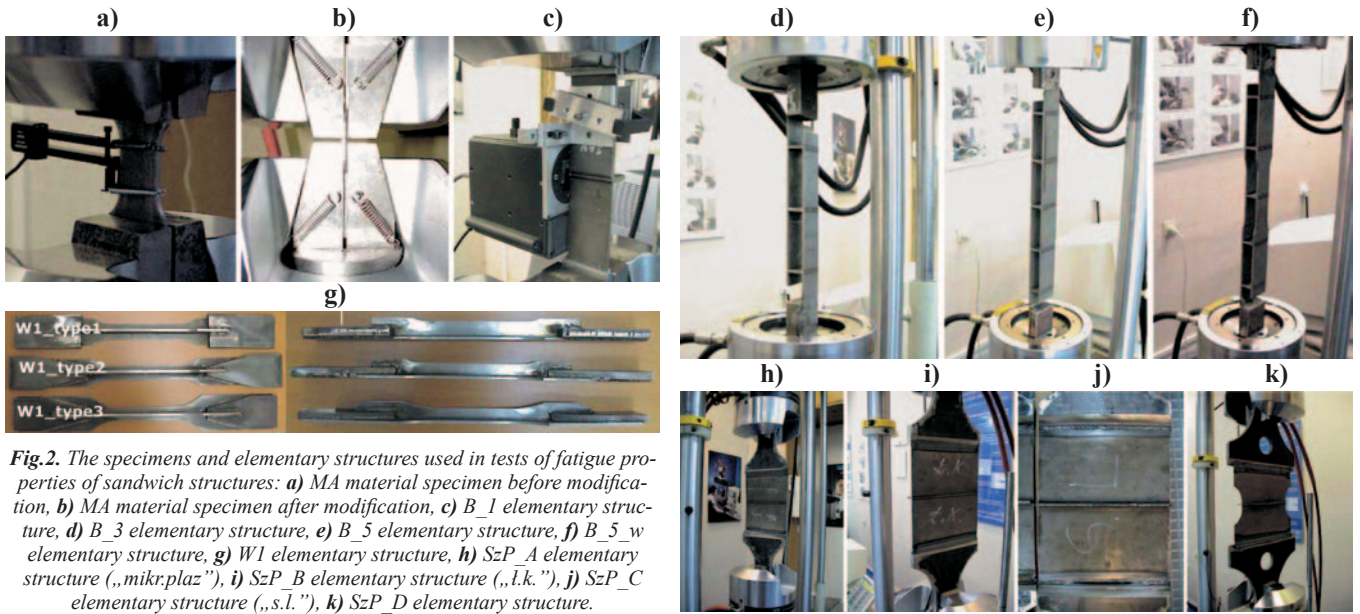 a)
b)
c)
d)
e)
f)
g)
W1_type1
W1_type2
W1_type3
h)
i)
j)
k)
Fig.2. The specimens and elementary structures used in tests of fatigue pro-
perties of sandwich structures: a) MA material specimen before modifica-
tion, b) MA material specimen after modification, c) B_1 elementary struc-
ture, d) B_3 elementary structure, e) B_5 elementary structure, f) B_5_w
elementary structure, g) W1 elementary structure, h) SzP_A elementary
structure („mikr.plaz”), i) SzP_B elementary structure („ł.k.”), j) SzP_C
elementary structure („s.l.”), k) SzP_D elementary structure.